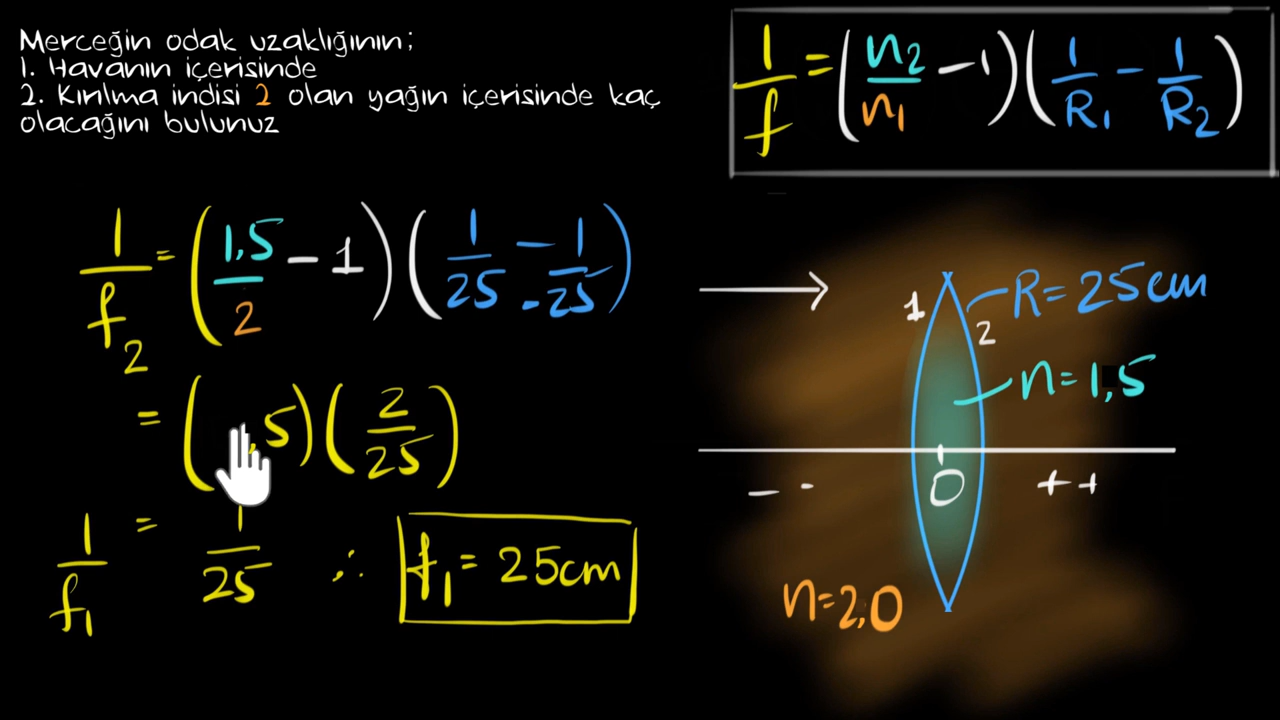 Merceğin odak uzaklığının;
1. Havanın içerisinde
2. Kırılma indisi 2 olan yağın içerisinde kaç
olacağını bulunuz
1/f = (n2/n1 - 1)(1/R1 - 1/R2)
1/f2 = (1,5/2 - 1)(1/25 - 1/-25)
= ( ,5)(2/25)
1/f1 = 1/25 ∴ f1 = 25cm
1
2
R=25cm
n=1,5
- -
0
++
n=2,0